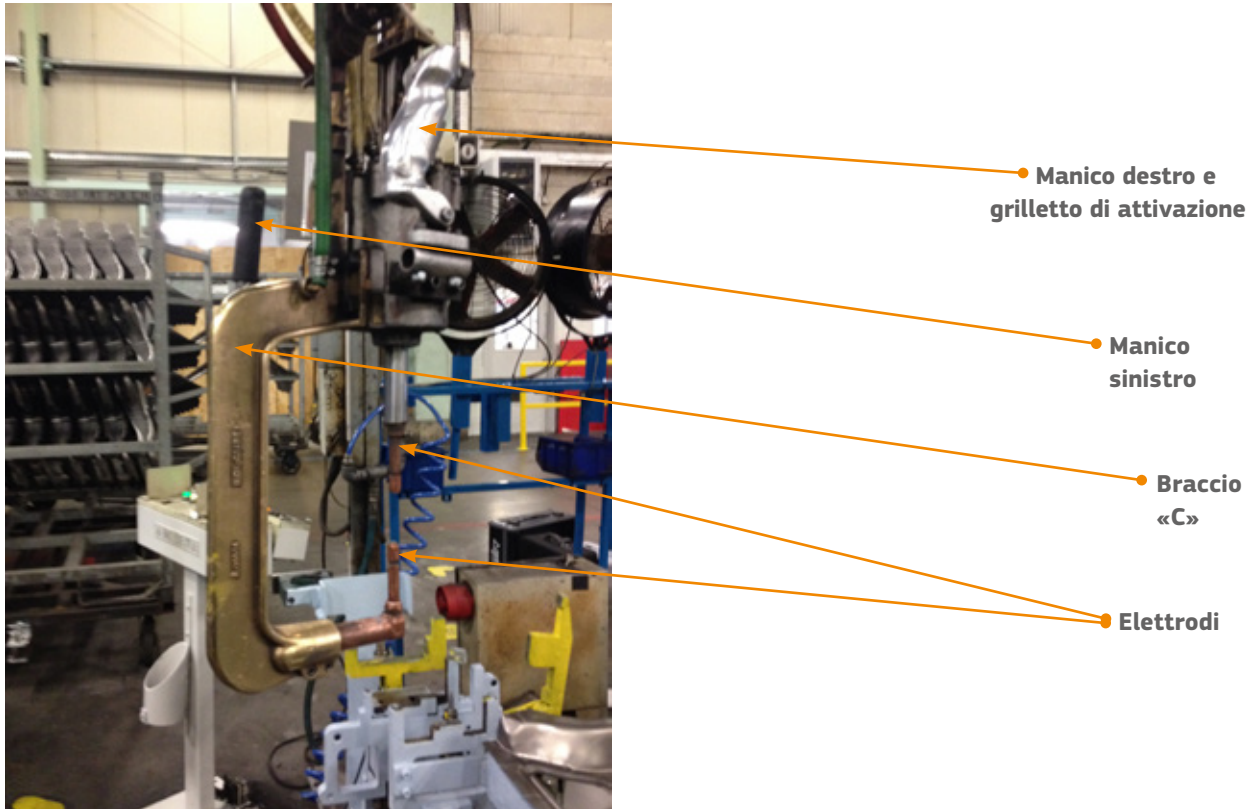 Manico destro e
grilletto di attivazione
Manico
sinistro
Braccio
«C»
Elettrodi